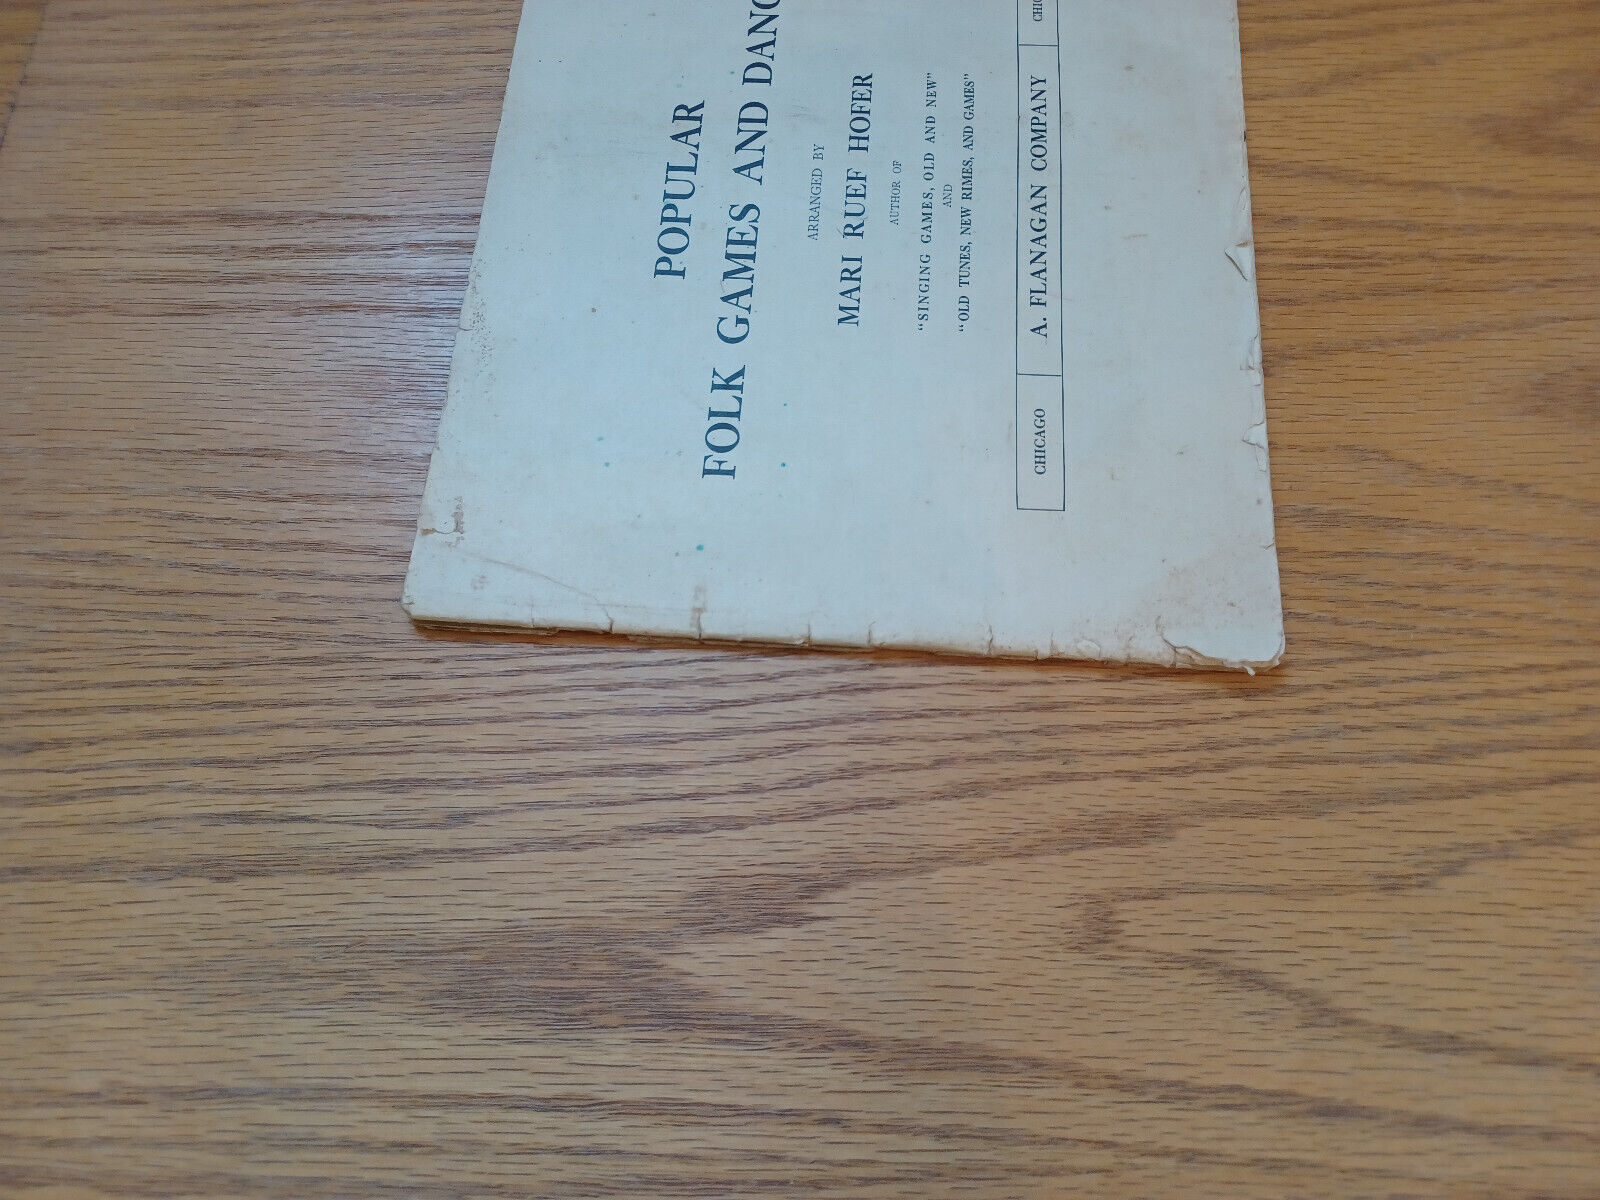 POPULAR
FOLK GAMES AND DANC
ARRANGED BY
MARI RUEF HOFER
AUTHOR OF
"SINGING GAMES, OLD AND NEW"
AND
"OLD TUNES, NEW RIMES, AND GAMES"
CHICAGO A. FLANAGAN COMPANY CHIC